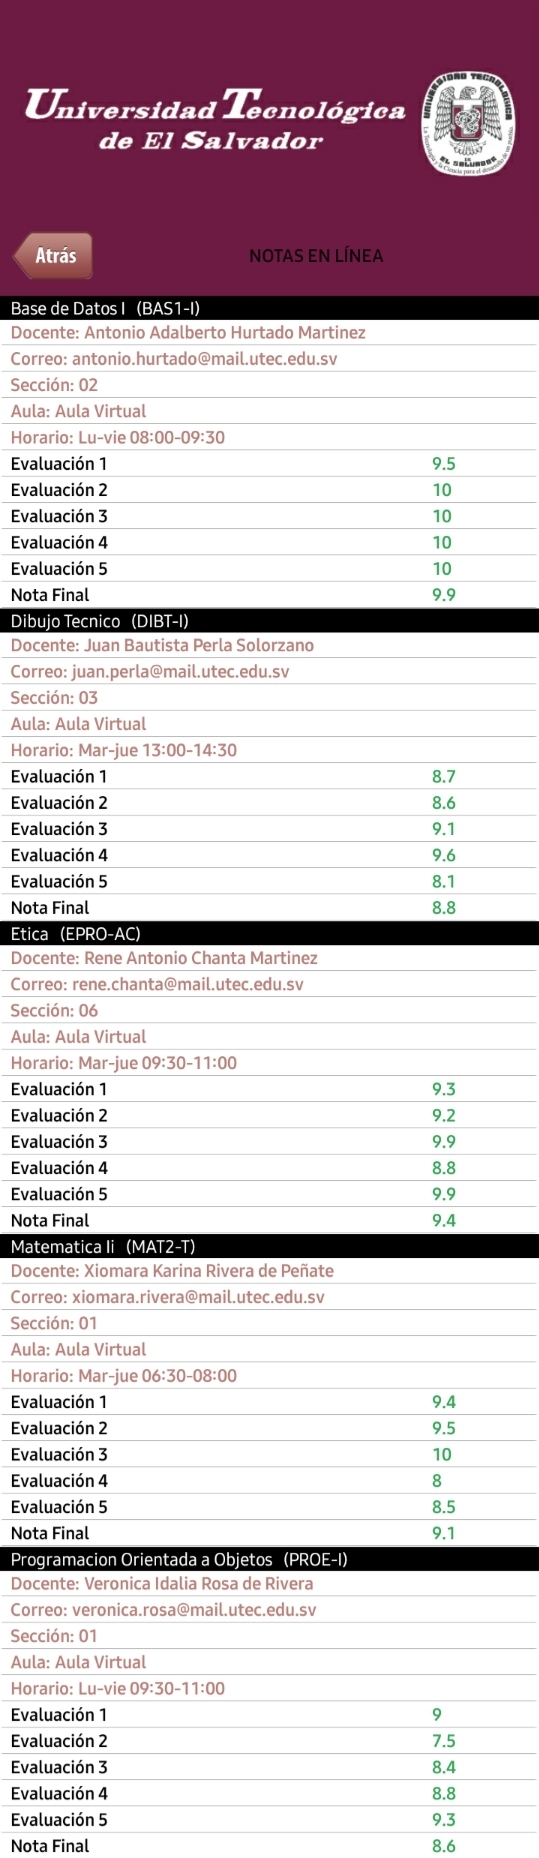 Universidad Tecnológica
de El Salvador
UNIVERSIDAD TECNOLOGICA
DE
EL SALVADOR
La Tecnología y la Ciencia para el desarrollo de un pueblo.
Atrás
NOTAS EN LÍNEA
Base de Datos I (BAS1-I)
Docente: Antonio Adalberto Hurtado Martinez
Correo: antonio.hurtado@mail.utec.edu.sv
Sección: 02
Aula: Aula Virtual
Horario: Lu-vie 08:00-09:30
Evaluación 1 9.5
Evaluación 2 10
Evaluación 3 10
Evaluación 4 10
Evaluación 5 10
Nota Final 9.9
Dibujo Tecnico (DIBT-I)
Docente: Juan Bautista Perla Solorzano
Correo: juan.perla@mail.utec.edu.sv
Sección: 03
Aula: Aula Virtual
Horario: Mar-jue 13:00-14:30
Evaluación 1 8.7
Evaluación 2 8.6
Evaluación 3 9.1
Evaluación 4 9.6
Evaluación 5 8.1
Nota Final 8.8
Etica (EPRO-AC)
Docente: Rene Antonio Chanta Martinez
Correo: rene.chanta@mail.utec.edu.sv
Sección: 06
Aula: Aula Virtual
Horario: Mar-jue 09:30-11:00
Evaluación 1 9.3
Evaluación 2 9.2
Evaluación 3 9.9
Evaluación 4 8.8
Evaluación 5 9.9
Nota Final 9.4
Matematica Ii (MAT2-T)
Docente: Xiomara Karina Rivera de Peñate
Correo: xiomara.rivera@mail.utec.edu.sv
Sección: 01
Aula: Aula Virtual
Horario: Mar-jue 06:30-08:00
Evaluación 1 9.4
Evaluación 2 9.5
Evaluación 3 10
Evaluación 4 8
Evaluación 5 8.5
Nota Final 9.1
Programacion Orientada a Objetos (PROE-I)
Docente: Veronica Idalia Rosa de Rivera
Correo: veronica.rosa@mail.utec.edu.sv
Sección: 01
Aula: Aula Virtual
Horario: Lu-vie 09:30-11:00
Evaluación 1 9
Evaluación 2 7.5
Evaluación 3 8.4
Evaluación 4 8.8
Evaluación 5 9.3
Nota Final 8.6